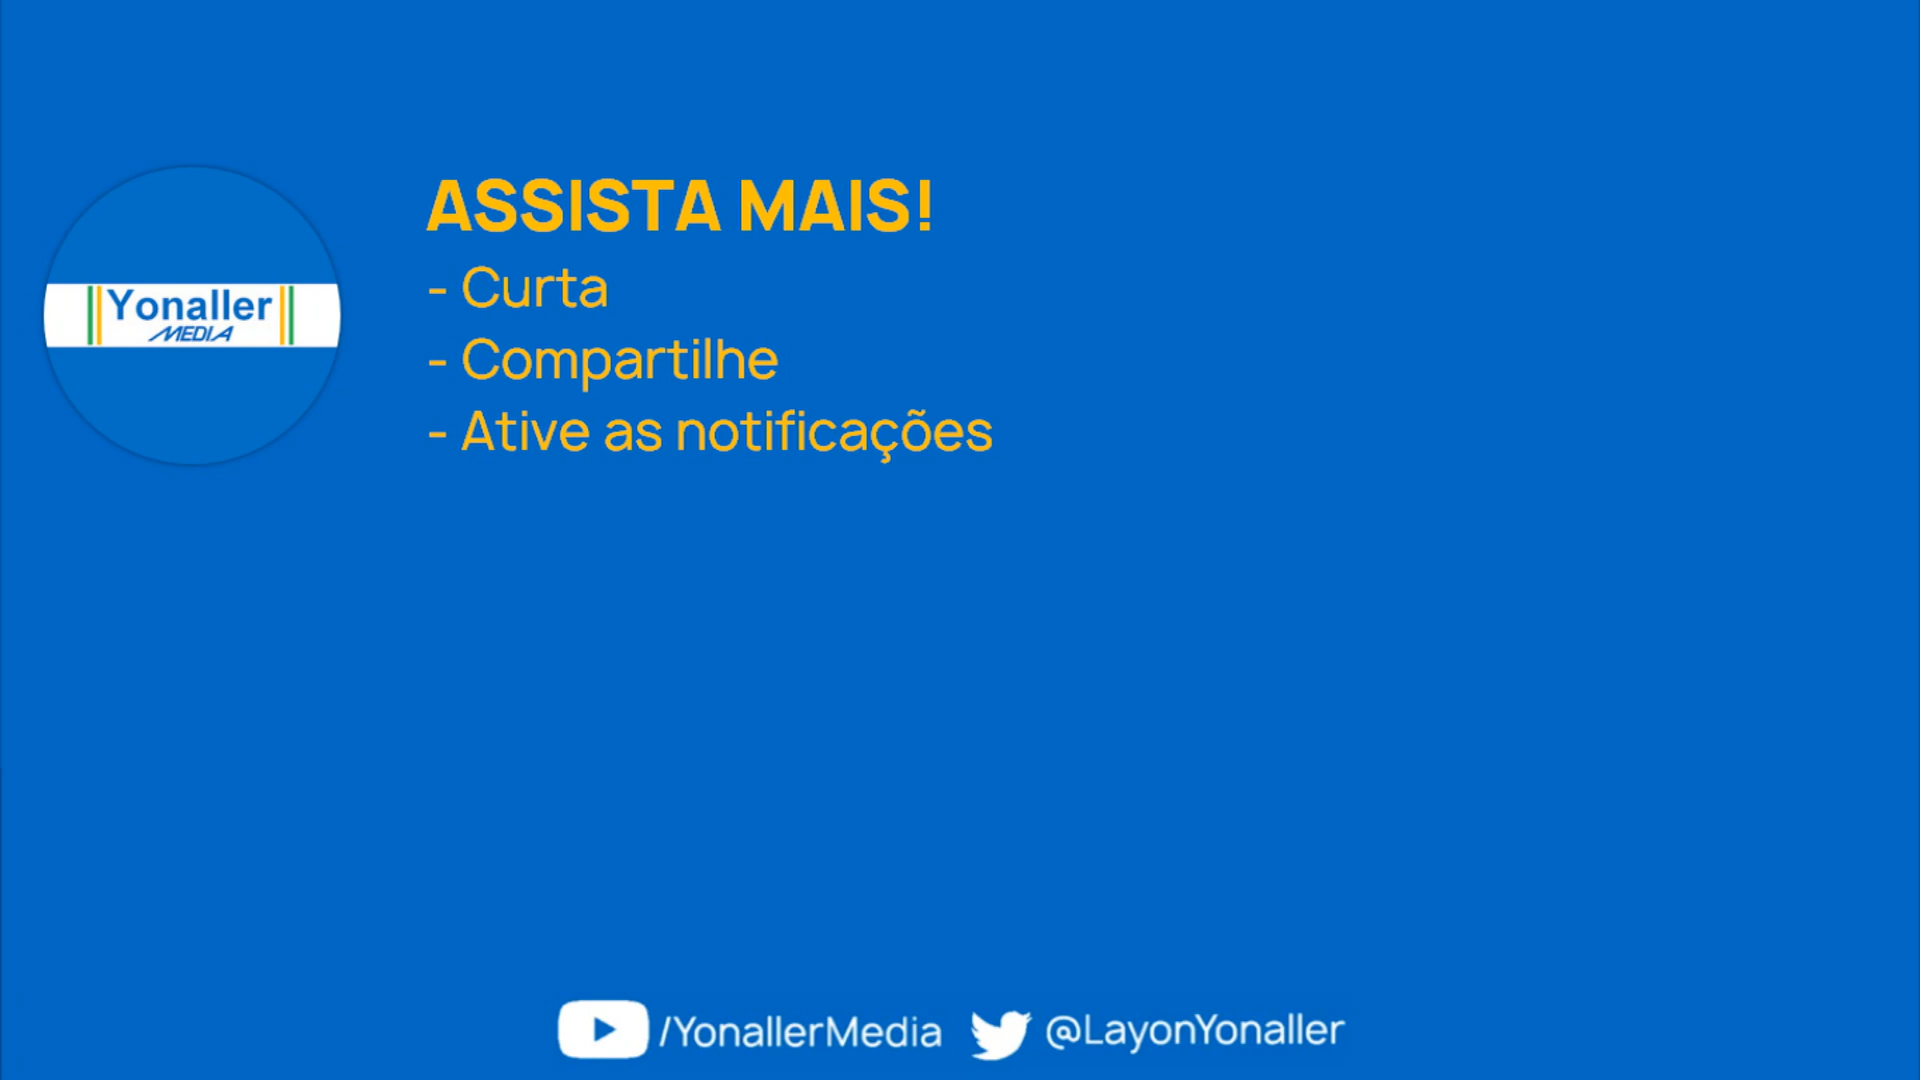 ASSISTA MAIS!
- Curta
- Compartilhe
- Ative as notificações
Yonaller
MEDIA
/YonallerMedia @LayonYonaller